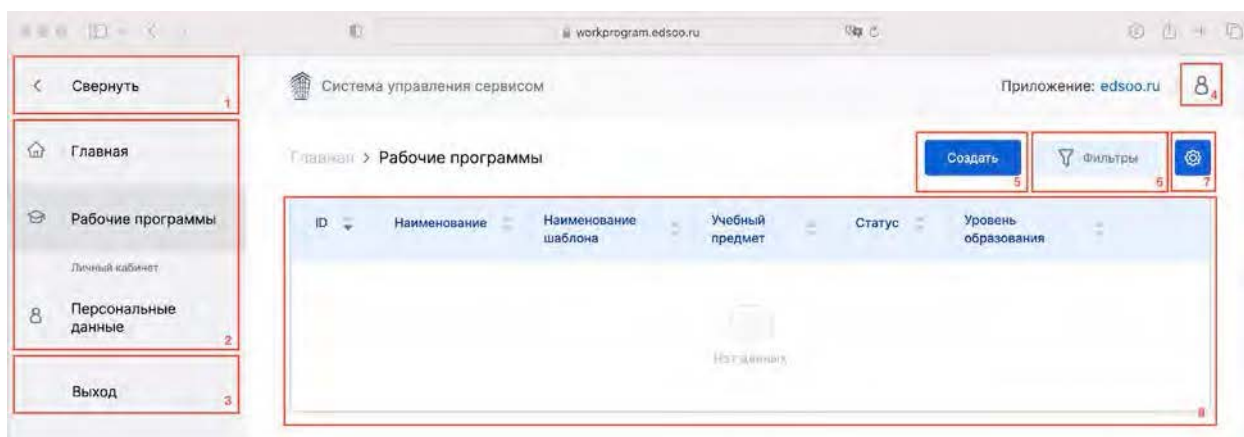 workprogram.edsoo.ru
Свернуть
1
Система управления сервисом
Приложение: edsoo.ru
4
Главная
Главная > Рабочие программы
Создать
5
Фильтры
6
7
Рабочие программы
ID
Наименование
Наименование
шаблона
Учебный
предмет
Статус
Уровень
образования
Личный кабинет
Персональные
данные
2
Нет данных
Выход
3
8